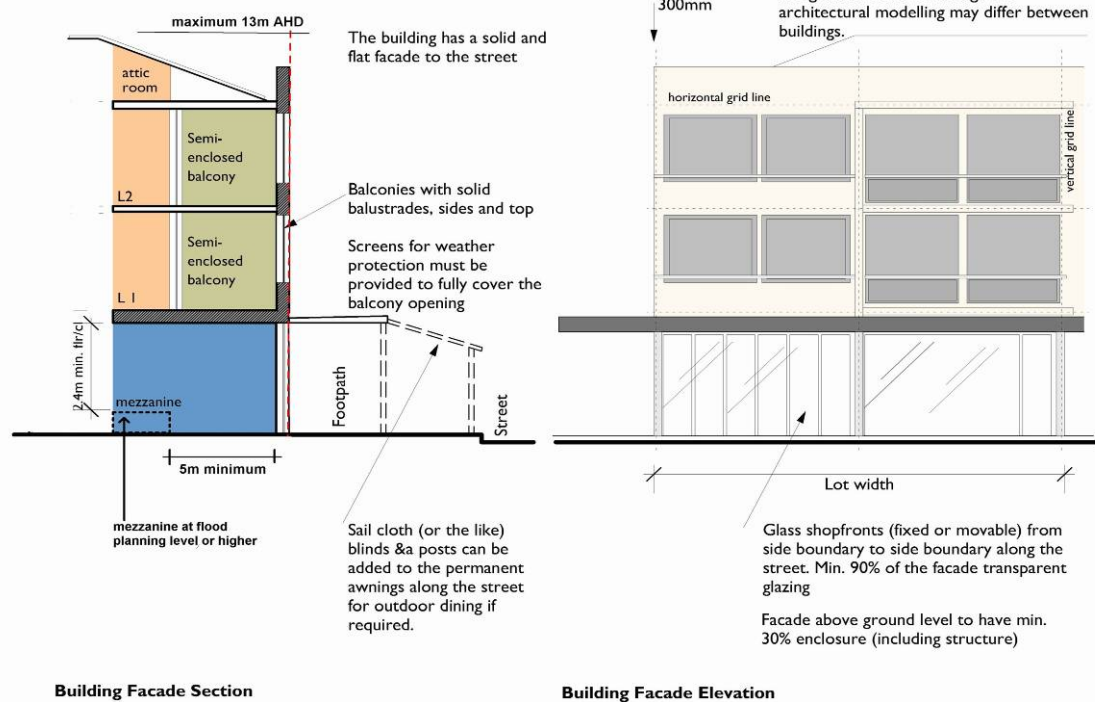 maximum 13m AHD
The building has a solid and
flat facade to the street
attic
room
Semi-
enclosed
balcony
L2
Balconies with solid
balustrades, sides and top
Semi-
enclosed
balcony
Screens for weather
protection must be
provided to fully cover the
balcony opening
L 1
2.4m min. flr/cl
mezzanine
Footpath
Street
5m minimum
mezzanine at flood
planning level or higher
Sail cloth (or the like)
blinds &a posts can be
added to the permanent
awnings along the street
for outdoor dining if
required.
Building Facade Section
300mm
architectural modelling may differ between
buildings.
horizontal grid line
vertical grid line
Lot width
Glass shopfronts (fixed or movable) from
side boundary to side boundary along the
street. Min. 90% of the facade transparent
glazing
Facade above ground level to have min.
30% enclosure (including structure)
Building Facade Elevation